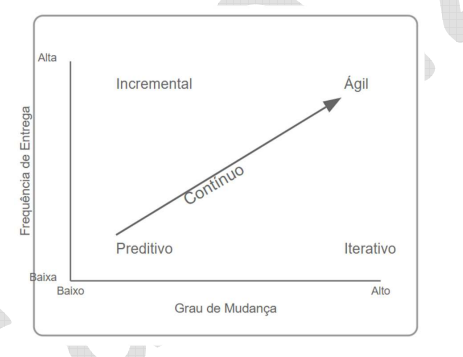 Alta
Incremental
Ágil
Frequência de Entrega
Contínuo
Preditivo
Iterativo
Baixa
Baixo
Alto
Grau de Mudança